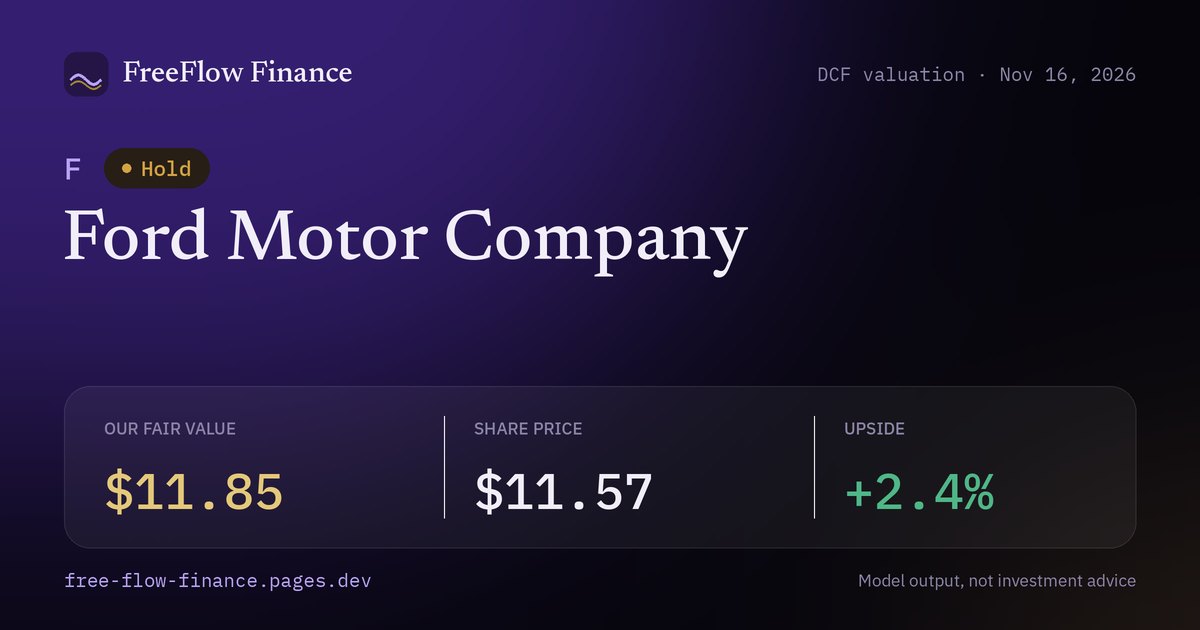 FreeFlow Finance
DCF valuation · Nov 16, 2026
F
Hold
Ford Motor Company
OUR FAIR VALUE
$11.85
SHARE PRICE
$11.57
UPSIDE
+2.4%
free-flow-finance.pages.dev
Model output, not investment advice